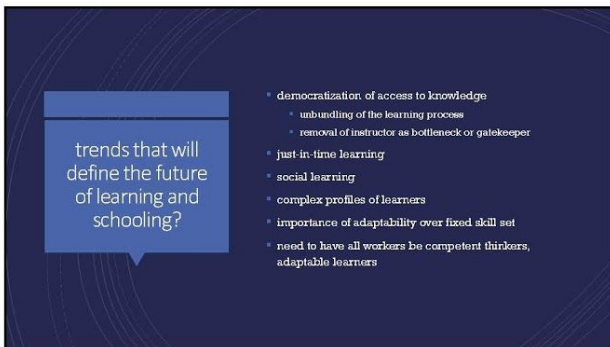 trends that will
define the future
of learning and
schooling?
democratization of access to knowledge
unbundling of the learning process
removal of instructor as bottleneck or gatekeeper
just-in-time learning
social learning
complex profiles of learners
importance of adaptability over fixed skill set
need to have all workers be competent thinkers,
adaptable learners